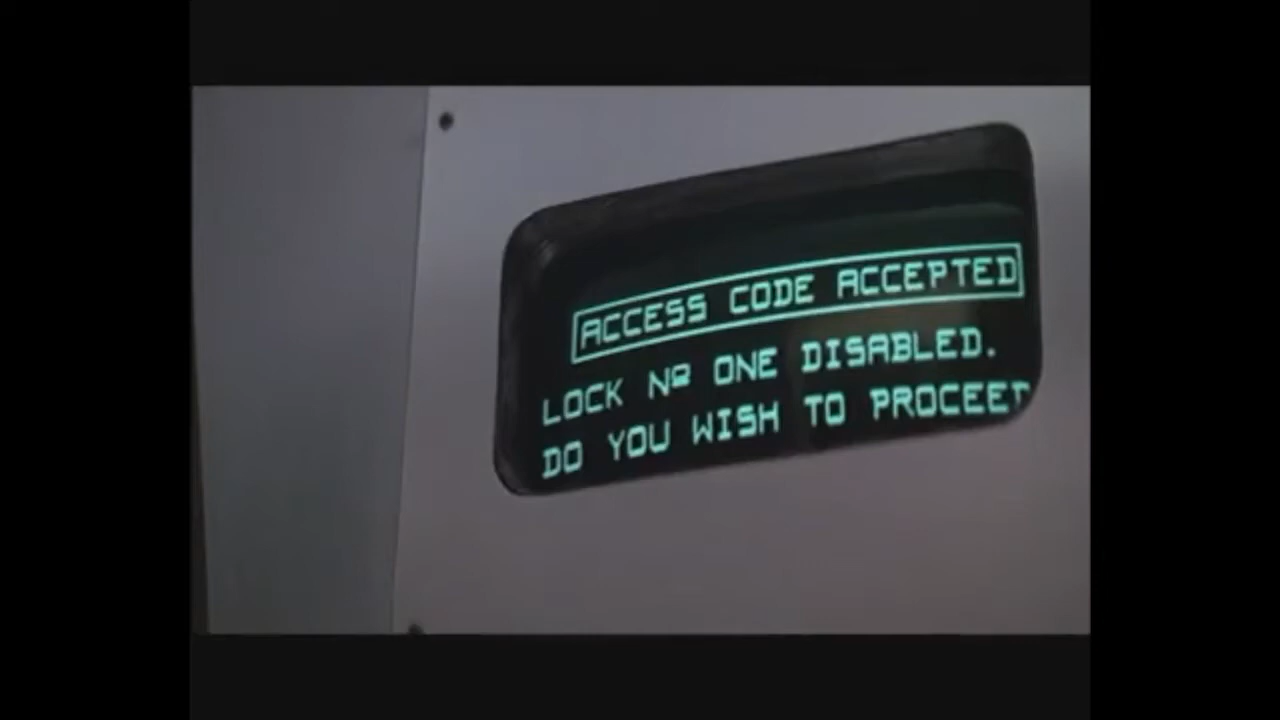 ACCESS CODE ACCEPTED
LOCK Nº ONE DISABLED.
DO YOU WISH TO PROCEED